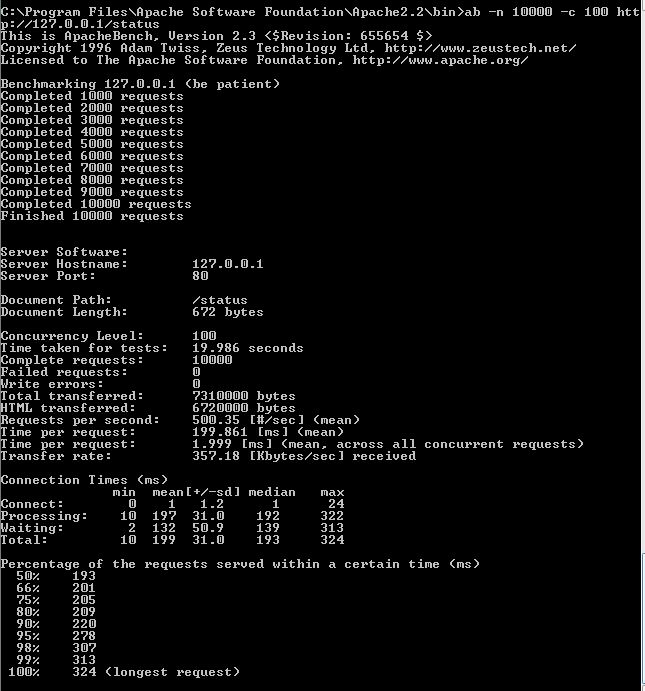 C:\Program Files\Apache Software Foundation\Apache2.2\bin>ab -n 10000 -c 100 htt
p://127.0.0.1/status
This is ApacheBench, Version 2.3 <$Revision: 655654 $>
Copyright 1996 Adam Twiss, Zeus Technology Ltd, http://www.zeustech.net/
Licensed to The Apache Software Foundation, http://www.apache.org/

Benchmarking 127.0.0.1 (be patient)
Completed 1000 requests
Completed 2000 requests
Completed 3000 requests
Completed 4000 requests
Completed 5000 requests
Completed 6000 requests
Completed 7000 requests
Completed 8000 requests
Completed 9000 requests
Completed 10000 requests
Finished 10000 requests

Server Software:
Server Hostname:        127.0.0.1
Server Port:            80

Document Path:          /status
Document Length:        672 bytes

Concurrency Level:      100
Time taken for tests:   19.986 seconds
Complete requests:      10000
Failed requests:        0
Write errors:           0
Total transferred:      7310000 bytes
HTML transferred:       6720000 bytes
Requests per second:    500.35 [#/sec] (mean)
Time per request:       199.861 [ms] (mean)
Time per request:       1.999 [ms] (mean, across all concurrent requests)
Transfer rate:          357.18 [Kbytes/sec] received

Connection Times (ms)
              min  mean[+/-sd] median   max
Connect:        0    1   1.2      1      24
Processing:    10  197  31.0    192     322
Waiting:        2  132  50.9    139     313
Total:         10  199  31.0    193     324

Percentage of the requests served within a certain time (ms)
  50%    193
  66%    201
  75%    205
  80%    209
  90%    220
  95%    278
  98%    307
  99%    313
 100%    324 (longest request)